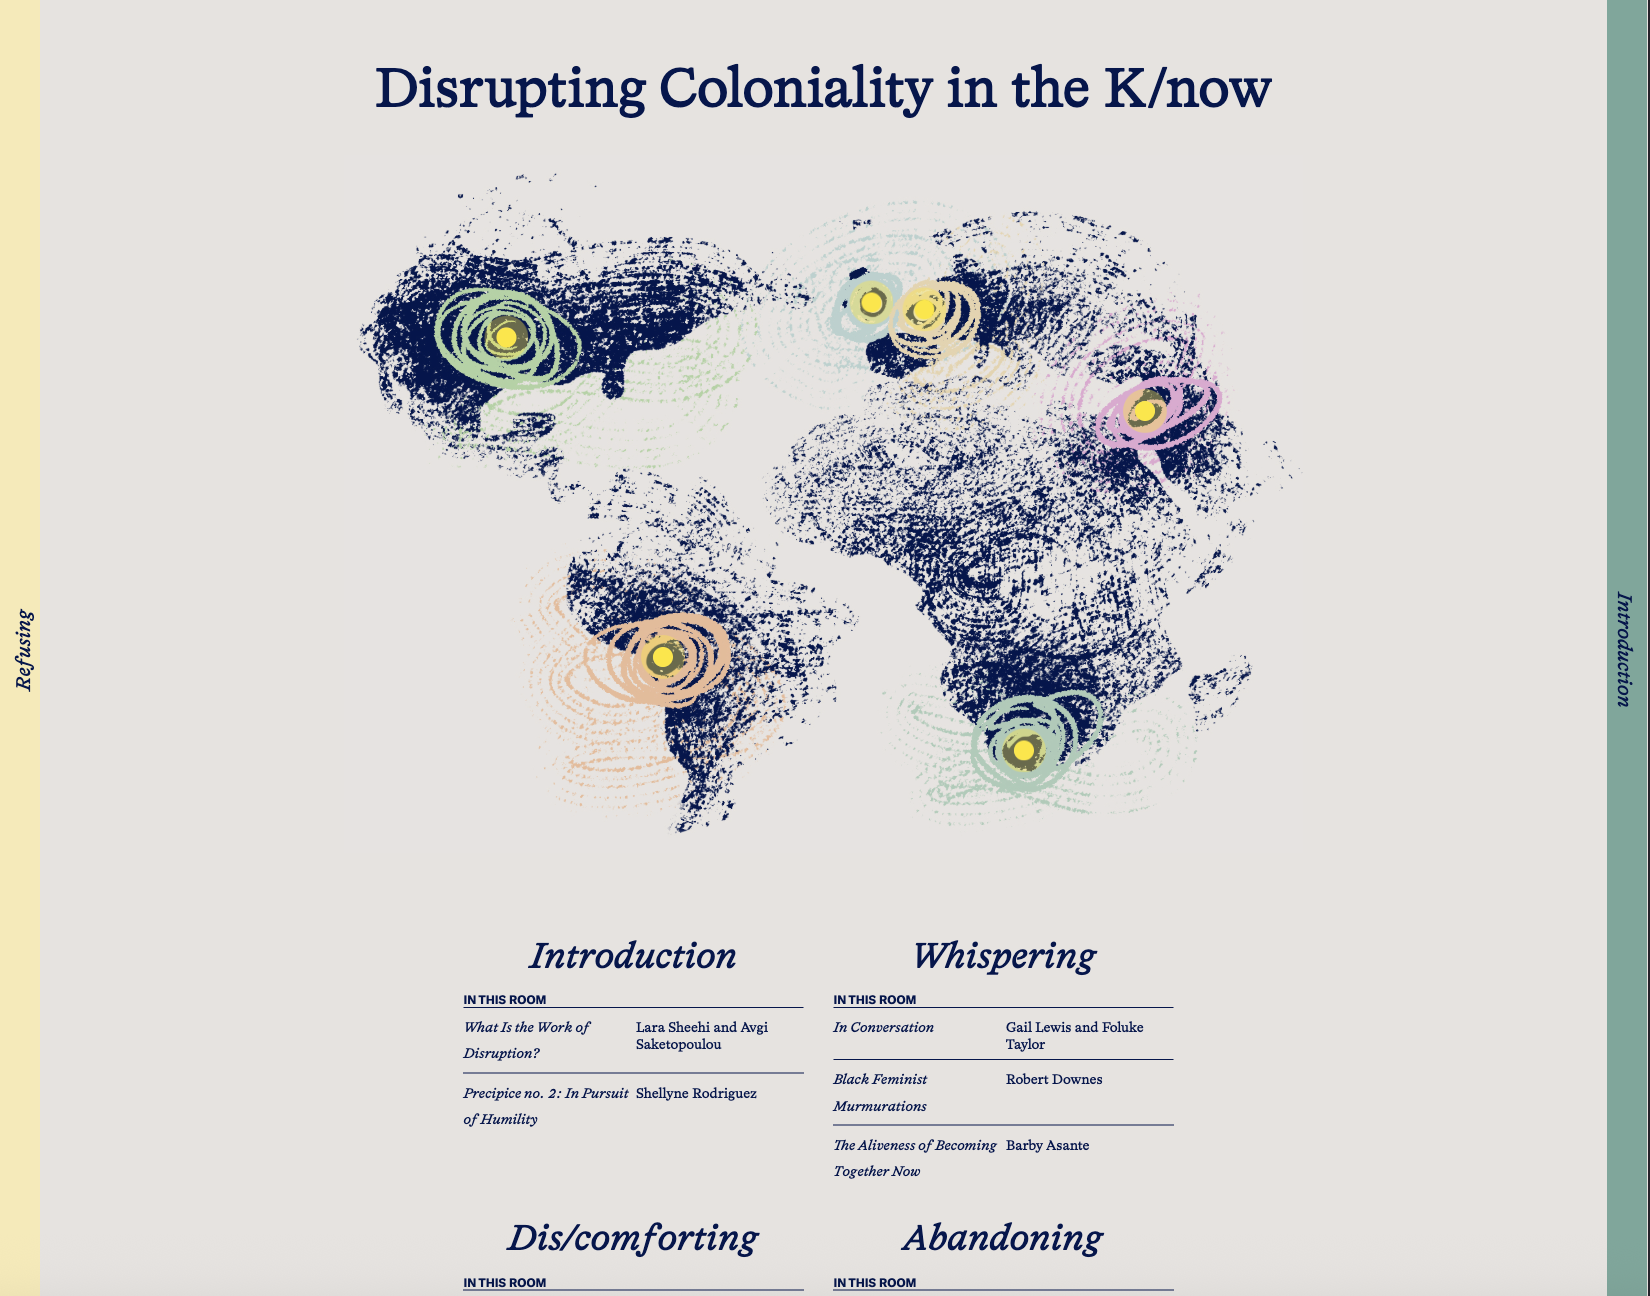 Disrupting Coloniality in the K/now
Refusing
Introduction
Introduction
IN THIS ROOM
What Is the Work of
Disruption?
Lara Sheehi and Avgi
Saketopoulou
Precipice no. 2: In Pursuit
of Humility
Shellyne Rodriguez
Whispering
IN THIS ROOM
In Conversation
Gail Lewis and Foluke
Taylor
Black Feminist
Murmurations
Robert Downes
The Aliveness of Becoming
Together Now
Barby Asante
Dis/comforting
IN THIS ROOM
Abandoning
IN THIS ROOM